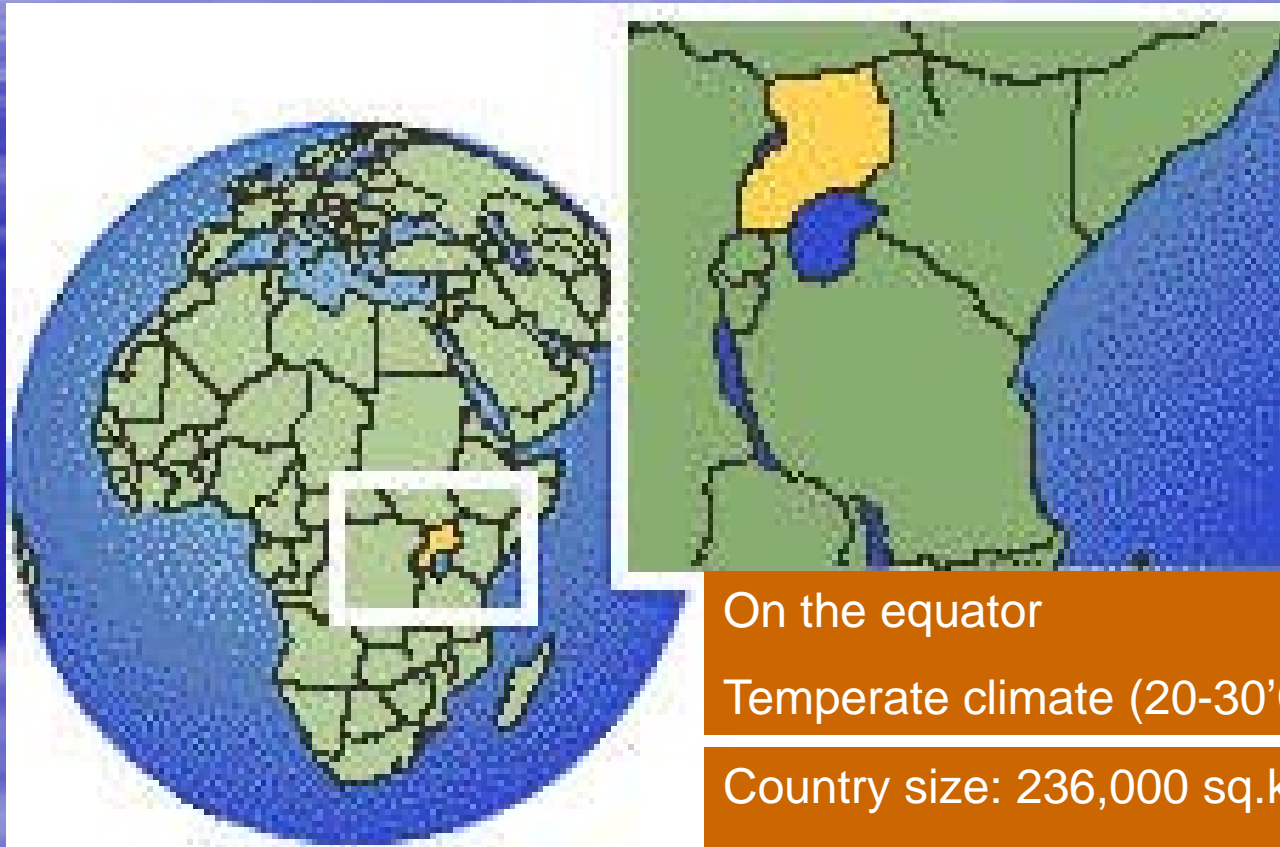 On the equator
Temperate climate (20-30'
Country size: 236,000 sq.k